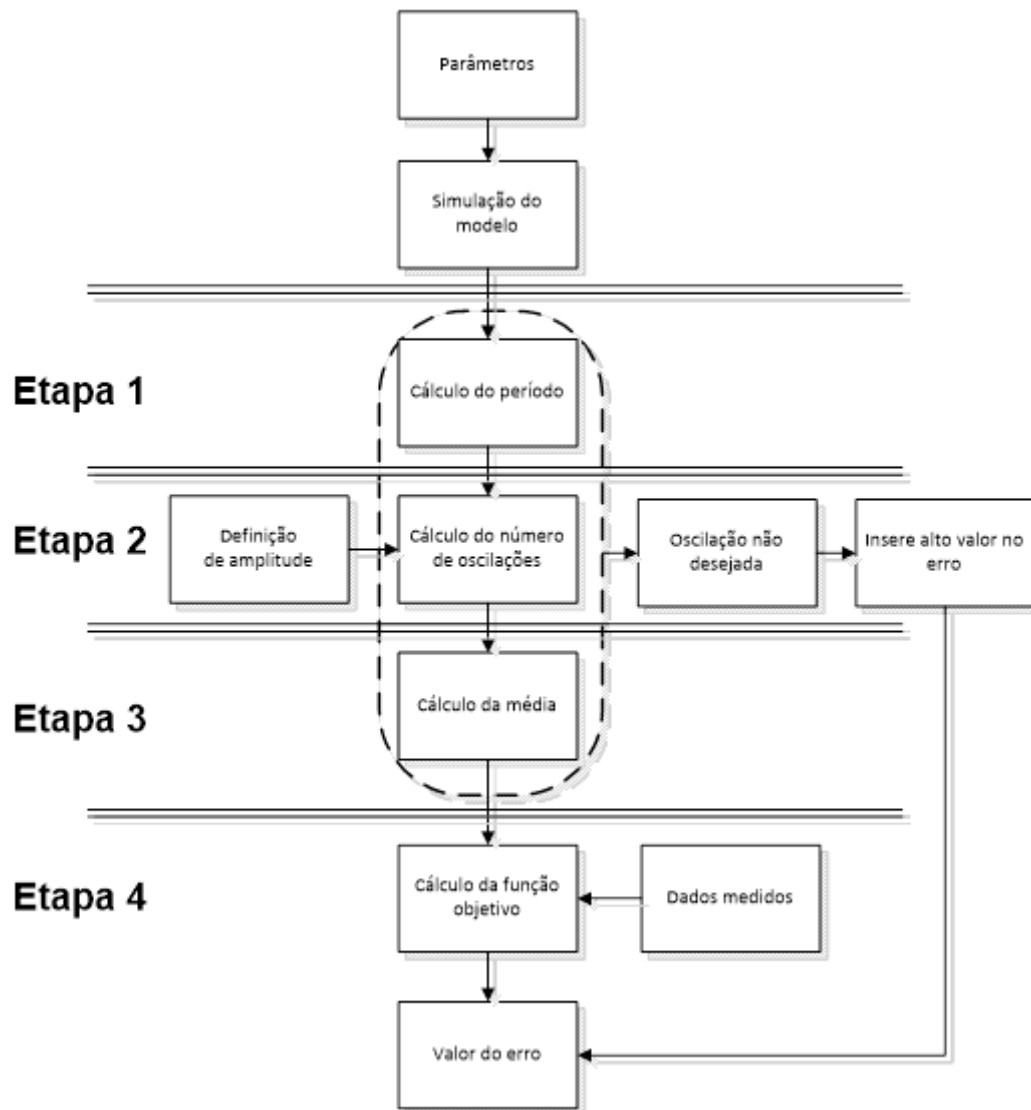 Parâmetros
Simulação do
modelo
Etapa 1
Cálculo do período
Etapa 2
Definição
de amplitude
Cálculo do número
de oscilações
Oscilação não
desejada
Insere alto valor no
erro
Etapa 3
Cálculo da média
Etapa 4
Cálculo da função
objetivo
Dados medidos
Valor do erro